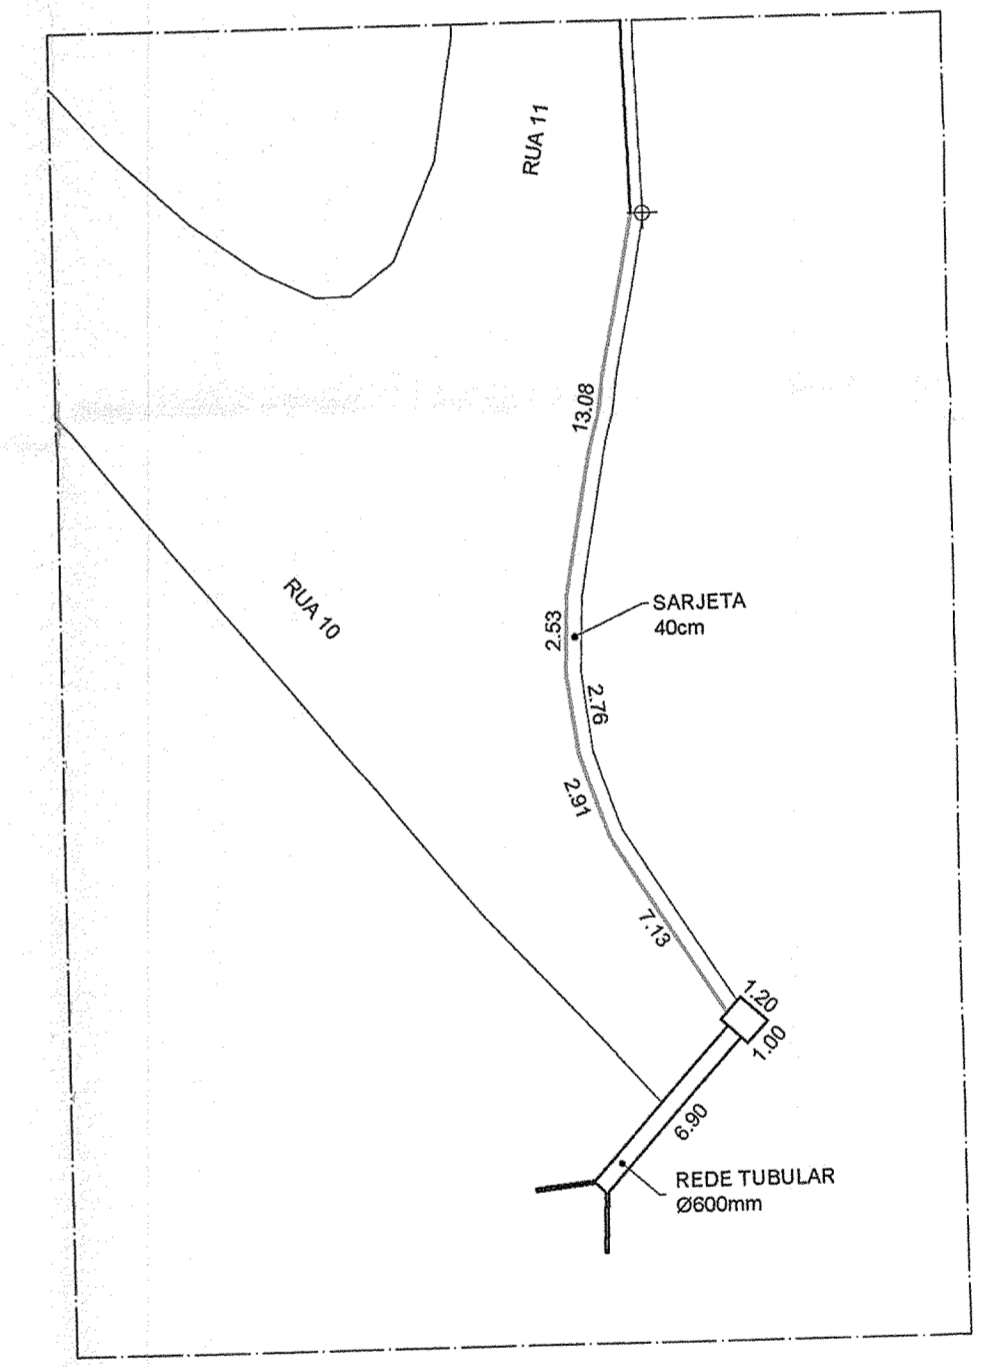 RUA 11
13.08
RUA 10
2.53
SARJETA
40cm
2.76
2.91
7.13
1.20
1.00
6.90
REDE TUBULAR
Ø600mm